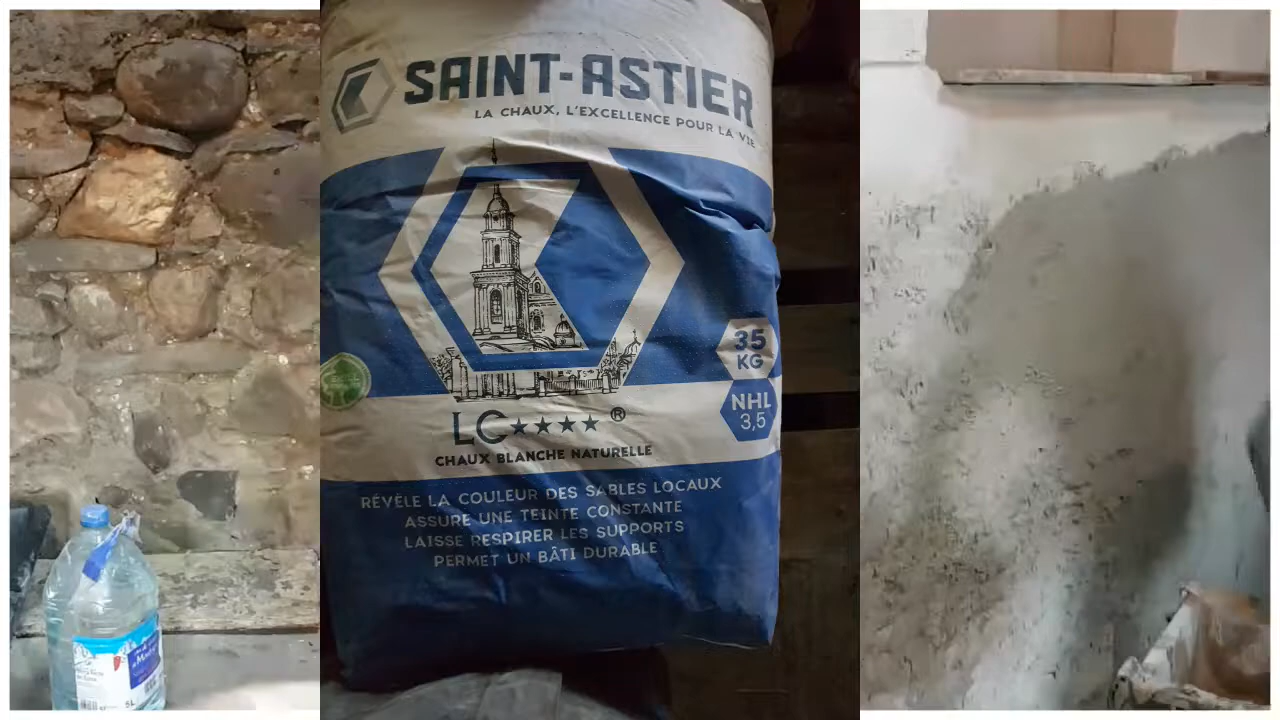 SAINT-ASTIER
LA CHAUX, L'EXCELLENCE POUR LA VIE
35
KG
NHL
3,5
LC★★★★®
CHAUX BLANCHE NATURELLE
RÉVÈLE LA COULEUR DES SABLES LOCAUX
ASSURE UNE TEINTE CONSTANTE
LAISSE RESPIRER LES SUPPORTS
PERMET UN BÂTI DURABLE
5L